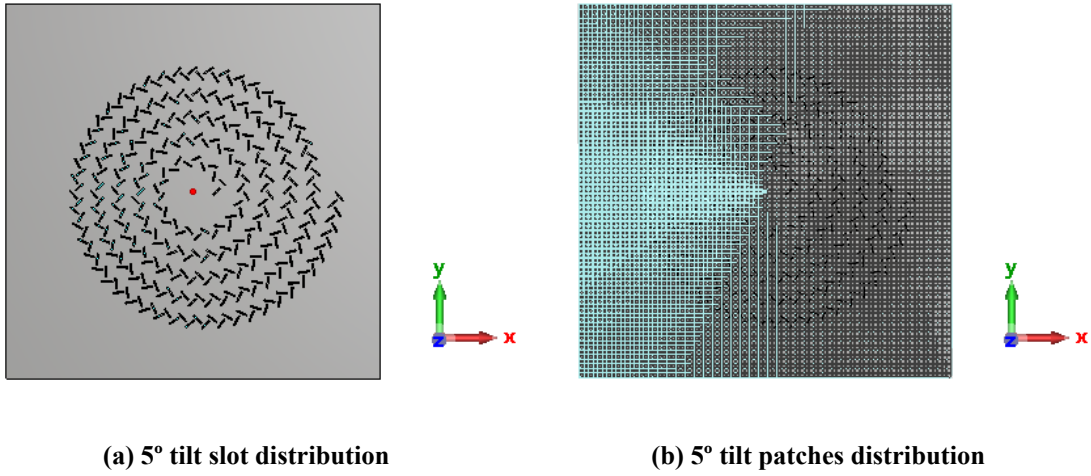 y
z
x
y
z
x
(a) 5º tilt slot distribution
(b) 5º tilt patches distribution